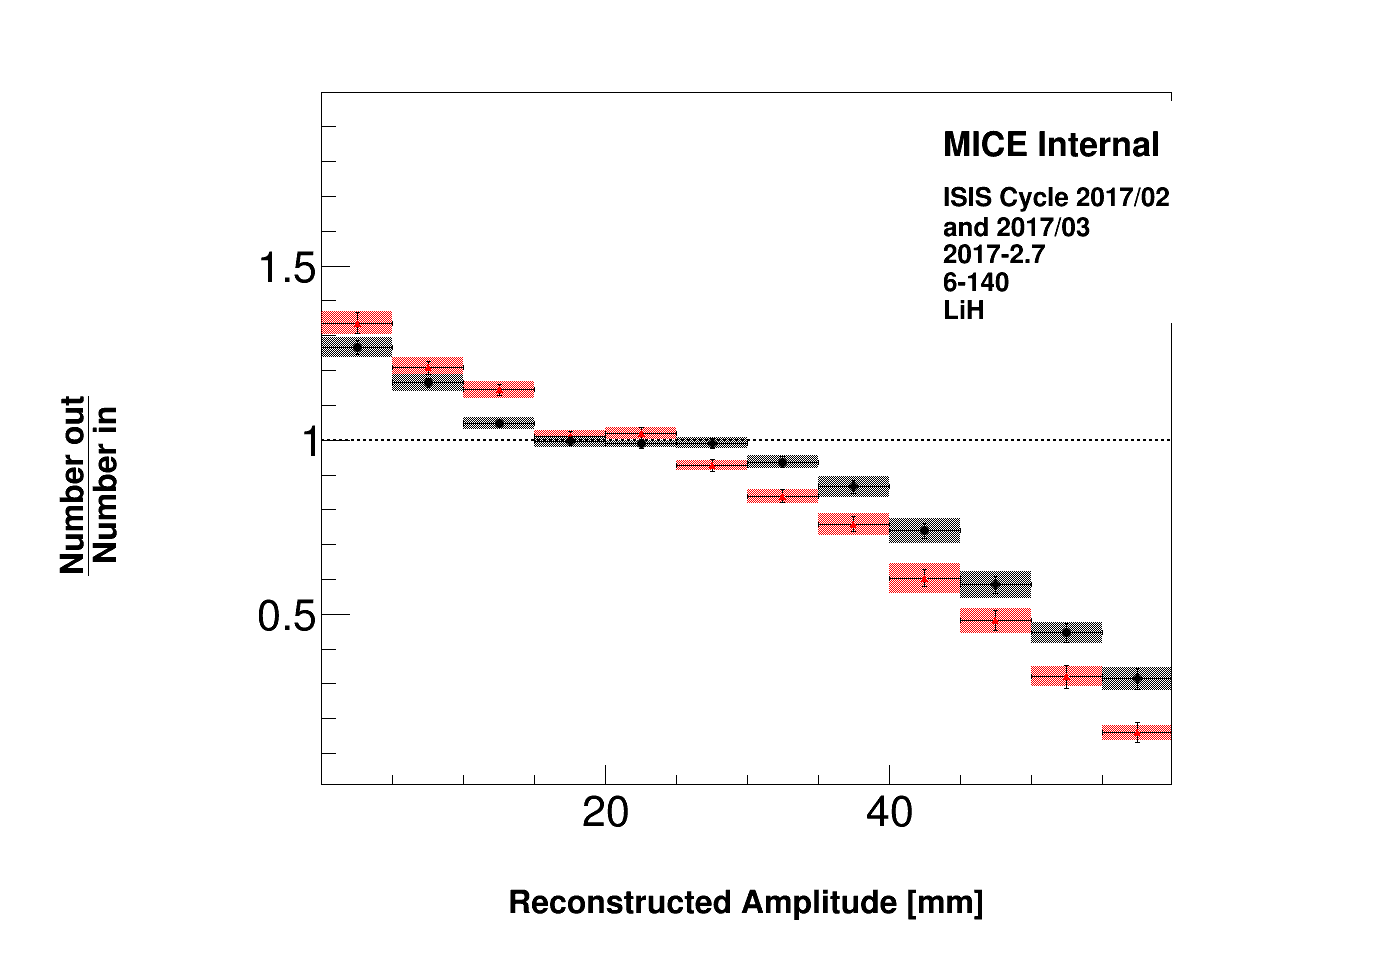 MICE Internal
ISIS Cycle 2017/02
and 2017/03
2017-2.7
6-140
LiH
1.5
1
0.5
Number out
Number in
20
40
Reconstructed Amplitude [mm]